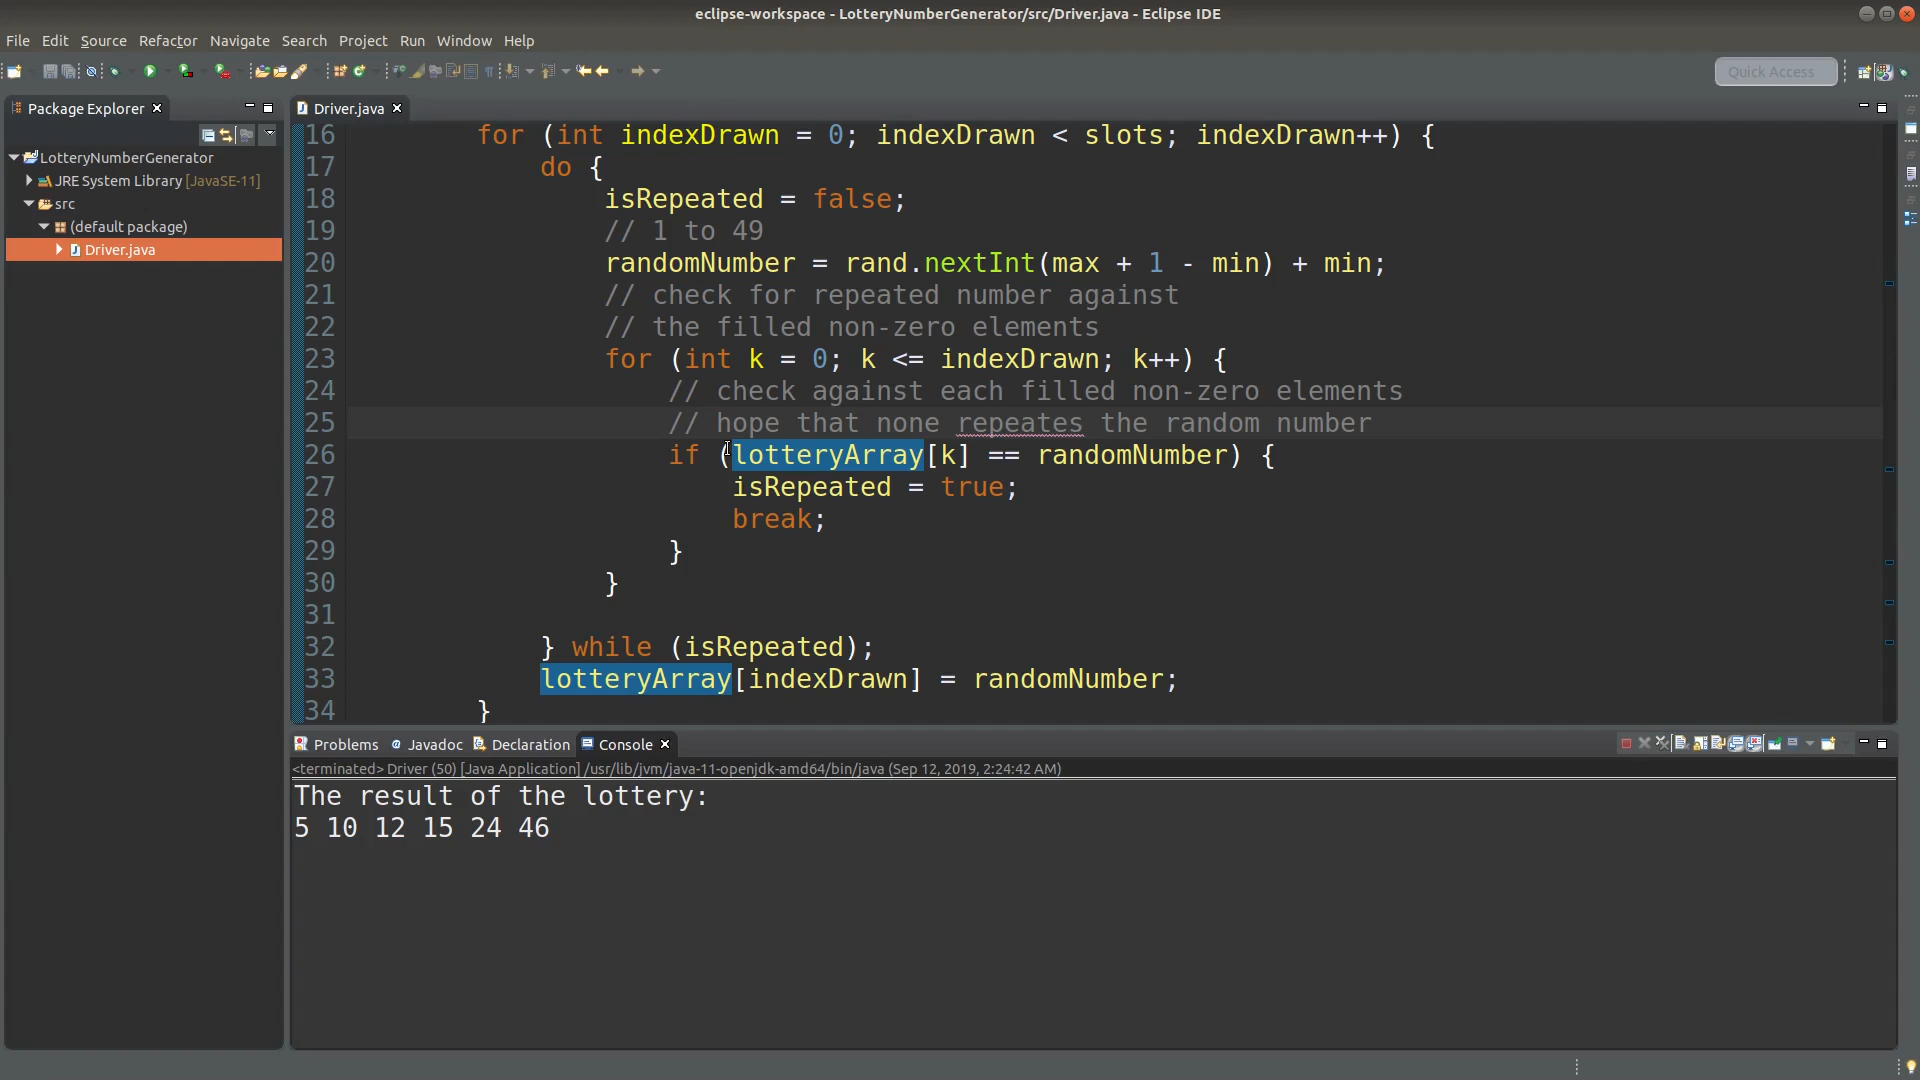 eclipse-workspace - LotteryNumberGenerator/src/Driver.java - Eclipse IDE
File Edit Source Refactor Navigate Search Project Run Window Help
Quick Access
Package Explorer
LotteryNumberGenerator
JRE System Library [JavaSE-11]
src
(default package)
Driver.java
Driver.java
16 for (int indexDrawn = 0; indexDrawn < slots; indexDrawn++) {
17 do {
18 isRepeated = false;
19 // 1 to 49
20 randomNumber = rand.nextInt(max + 1 - min) + min;
21 // check for repeated number against
22 // the filled non-zero elements
23 for (int k = 0; k <= indexDrawn; k++) {
24 // check against each filled non-zero elements
25 // hope that none repeates the random number
26 if (lotteryArray[k] == randomNumber) {
27 isRepeated = true;
28 break;
29 }
30 }
31
32 } while (isRepeated);
33 lotteryArray[indexDrawn] = randomNumber;
34 }
Problems Javadoc Declaration Console
<terminated> Driver (50) [Java Application] /usr/lib/jvm/java-11-openjdk-amd64/bin/java (Sep 12, 2019, 2:24:42 AM)
The result of the lottery:
5 10 12 15 24 46